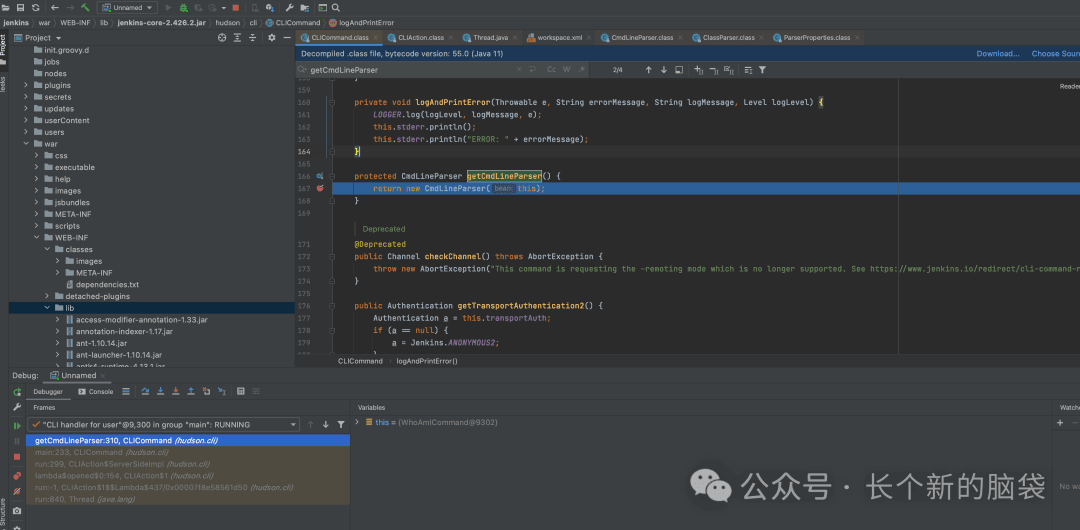 Unnamed
jenkins › war › WEB-INF › lib › jenkins-core-2.426.2.jar › hudson › cli › CLICommand › logAndPrintError
Project
CLICommand.class
CLIAction.class
Thread.java
workspace.xml
CmdLineParser.class
ClassParser.class
ParserProperties.class
Project
init.groovy.d
jobs
nodes
plugins
secrets
updates
userContent
users
war
css
executable
help
images
jsbundles
META-INF
scripts
WEB-INF
classes
images
META-INF
dependencies.txt
detached-plugins
lib
access-modifier-annotation-1.33.jar
annotation-indexer-1.17.jar
ant-1.10.14.jar
ant-launcher-1.10.14.jar
Decompiled .class file, bytecode version: 55.0 (Java 11)
Download...
Choose Sour
getCmdLineParser
Cc
W
2/4
Reader
159
160 private void logAndPrintError(Throwable e, String errorMessage, String logMessage, Level logLevel) {
161 LOGGER.log(logLevel, logMessage, e);
162 this.stderr.println();
163 this.stderr.println("ERROR: " + errorMessage);
164 }
165
166 protected CmdLineParser getCmdLineParser() {
167 return new CmdLineParser( bean: this);
168 }
169
Deprecated
171 @Deprecated
172 public Channel checkChannel() throws AbortException {
173 throw new AbortException("This command is requesting the -remoting mode which is no longer supported. See https://www.jenkins.io/redirect/cli-command-r
174 }
175
176 public Authentication getTransportAuthentication2() {
177 Authentication a = this.transportAuth;
178 if (a == null) {
179 a = Jenkins.ANONYMOUS2;
CLICommand › logAndPrintError()
Debug:
Unnamed
Debugger
Console
Frames
Variables
Watche
"CLI handler for user"@9,300 in group "main": RUNNING
getCmdLineParser:310, CLICommand (hudson.cli)
main:233, CLICommand (hudson.cli)
run:299, CLIAction$ServerSideImpl (hudson.cli)
lambda$opened$0:154, CLIAction$1 (hudson.cli)
run:-1, CLIAction$1$$Lambda$437/0x0000718e58561d50 (hudson.cli)
run:840, Thread (java.lang)
this = {WhoAmICommand@9302}
No wa
Structure
公众号 · 长个新的脑袋